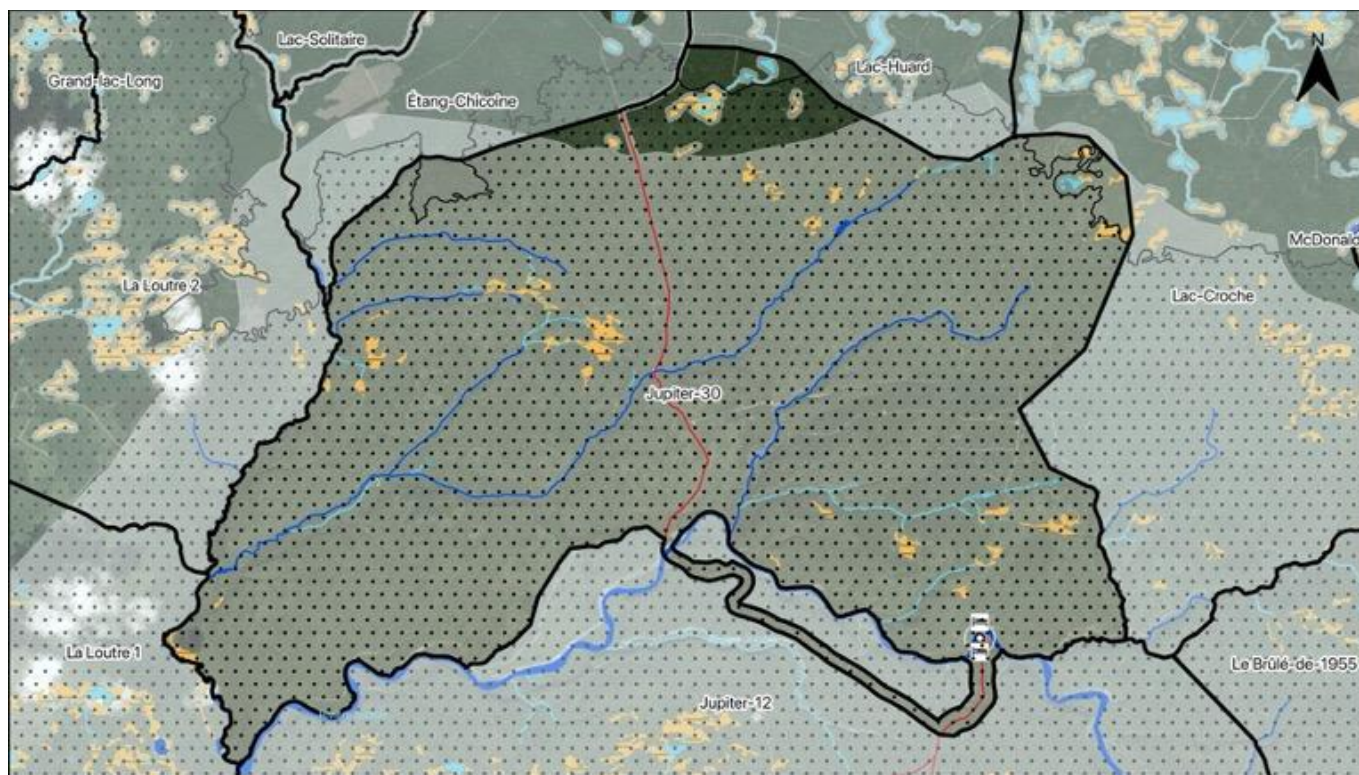 N
Lac-Solitaire
Grand-lac-Long
Lac-Huard
Étang-Chicoine
McDonald
La Loutre 2
Lac-Croche
Jupiter-30
La Loutre 1
Le Brûlé-de-1955
Jupiter-12